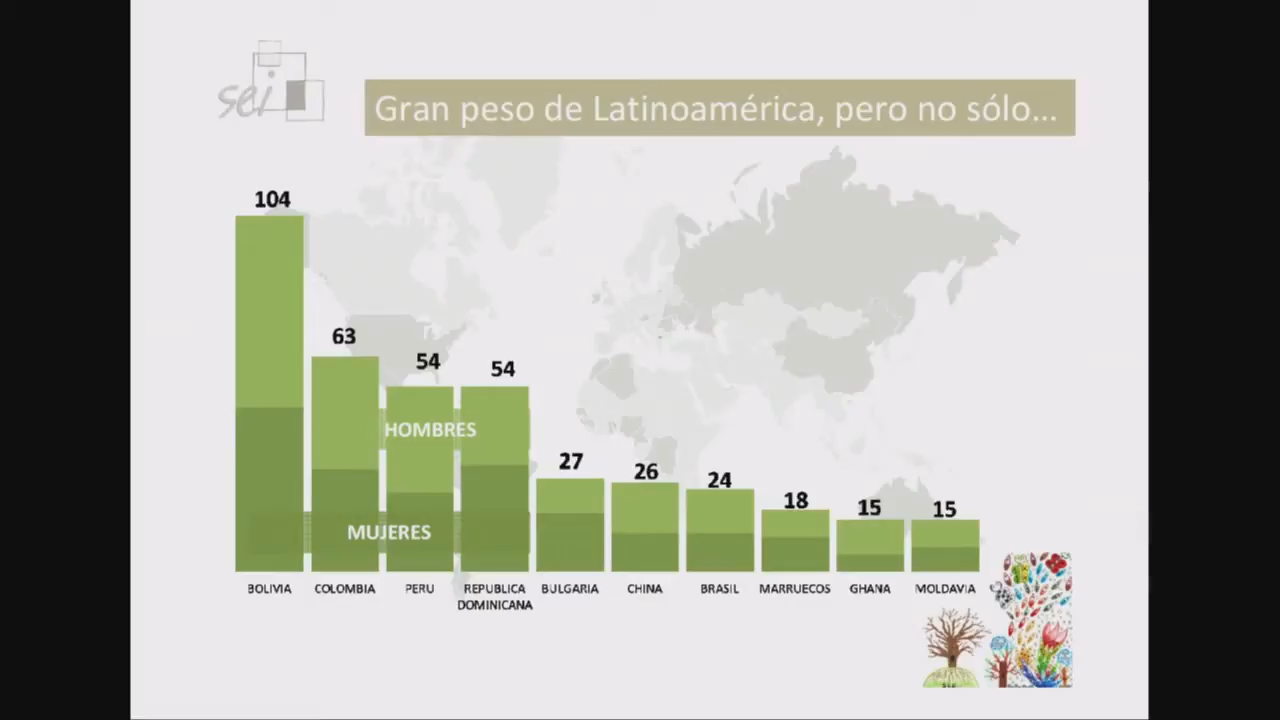 sei
Gran peso de Latinoamérica, pero no sólo...
104
63
54
54
27
26
24
18
15
15
HOMBRES
MUJERES
BOLIVIA
COLOMBIA
PERU
REPUBLICA
DOMINICANA
BULGARIA
CHINA
BRASIL
MARRUECOS
GHANA
MOLDAVIA